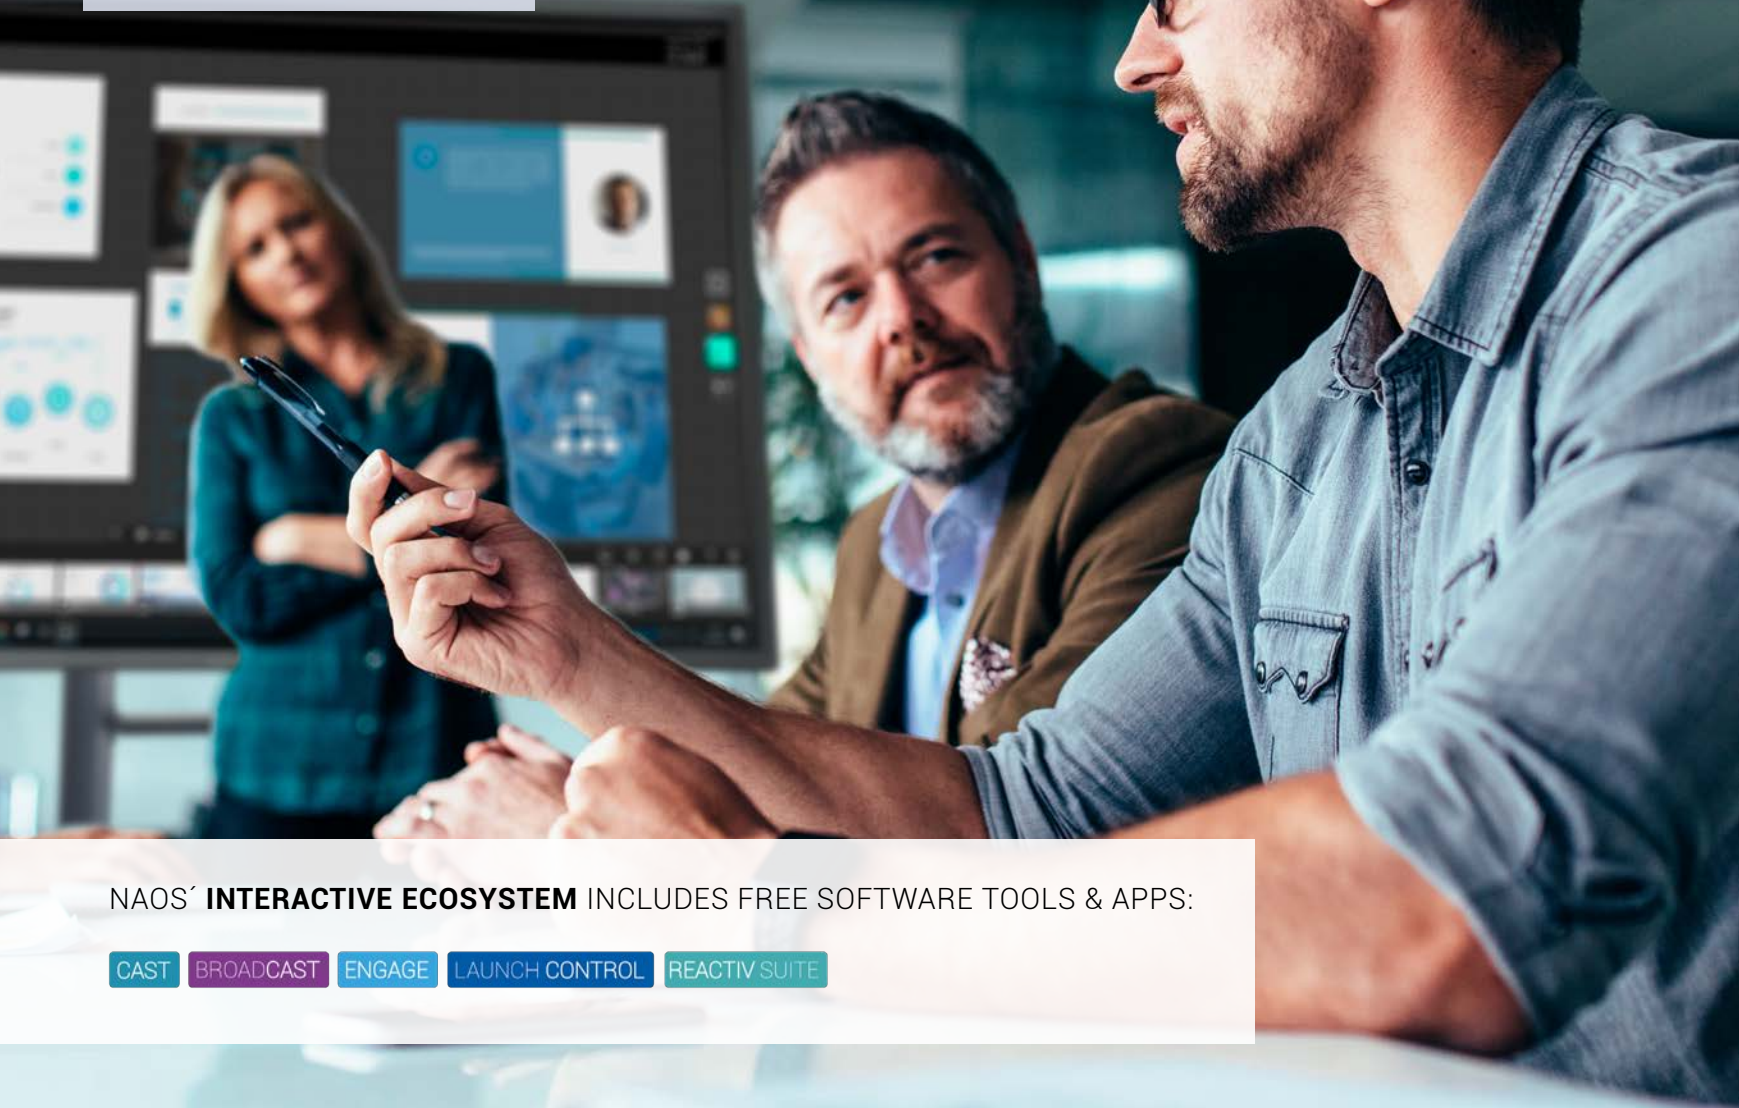 NAOS´ INTERACTIVE ECOSYSTEM INCLUDES FREE SOFTWARE TOOLS & APPS:
CAST BROADCAST ENGAGE LAUNCH CONTROL REACTIV SUITE